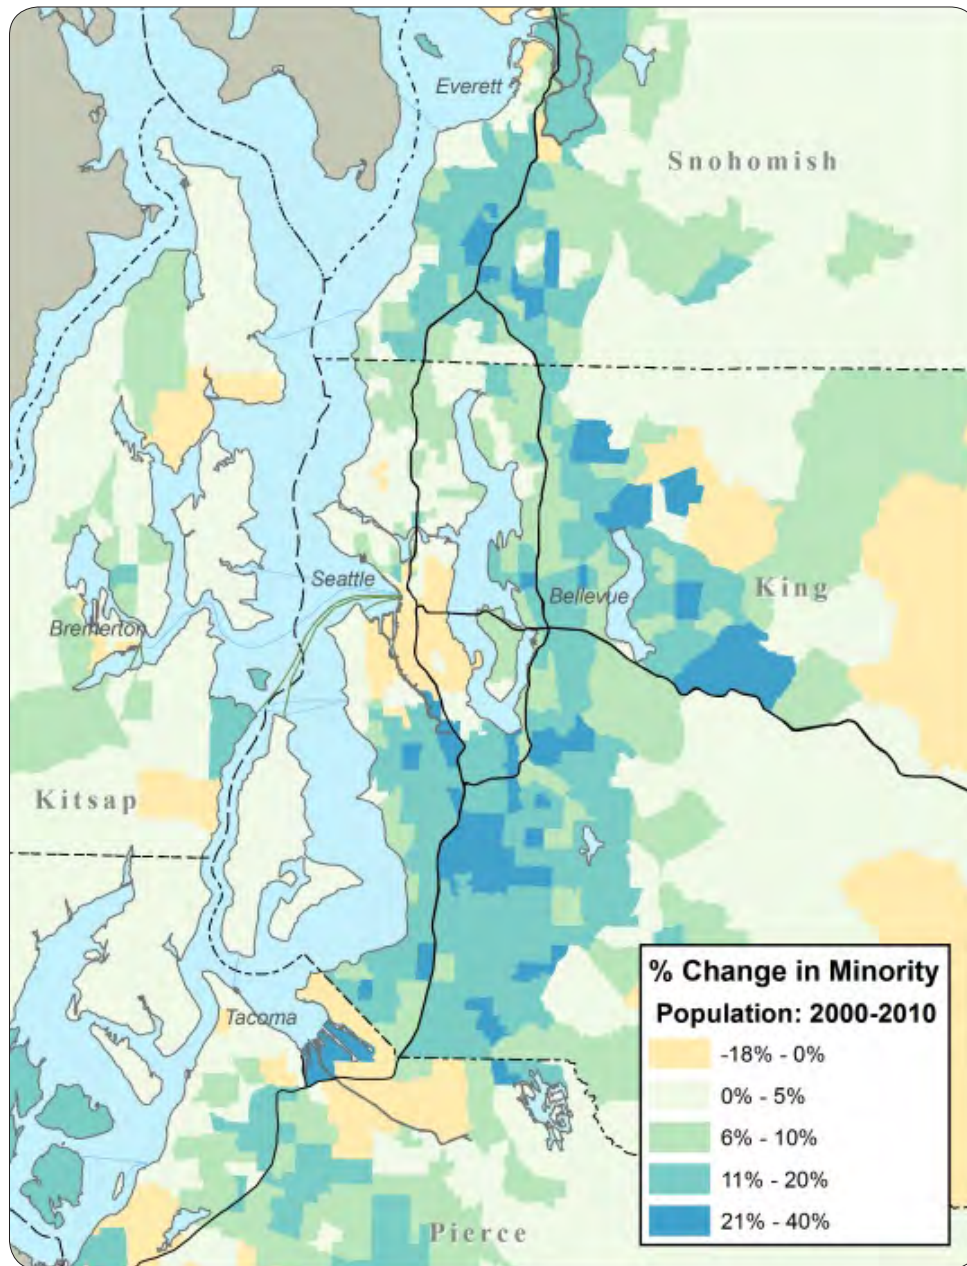 Everett
Snohomish
Seattle
Bellevue
King
Bremerton
Kitsap
Tacoma
Pierce
% Change in Minority
Population: 2000-2010
-18% - 0%
0% - 5%
6% - 10%
11% - 20%
21% - 40%